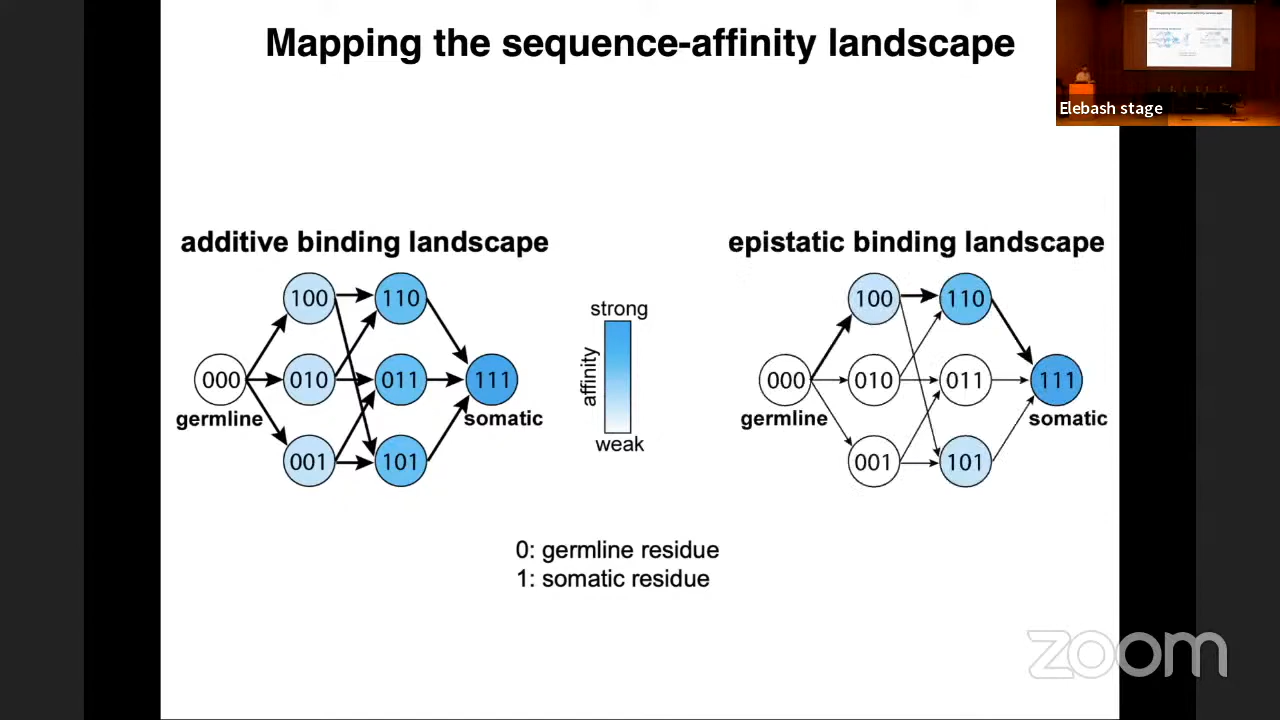 Mapping the sequence-affinity landscape
Elebash stage
additive binding landscape
100
110
000
010
011
111
germline
somatic
001
101
strong
affinity
weak
epistatic binding landscape
100
110
000
010
011
111
germline
somatic
001
101
0: germline residue
1: somatic residue
zoom